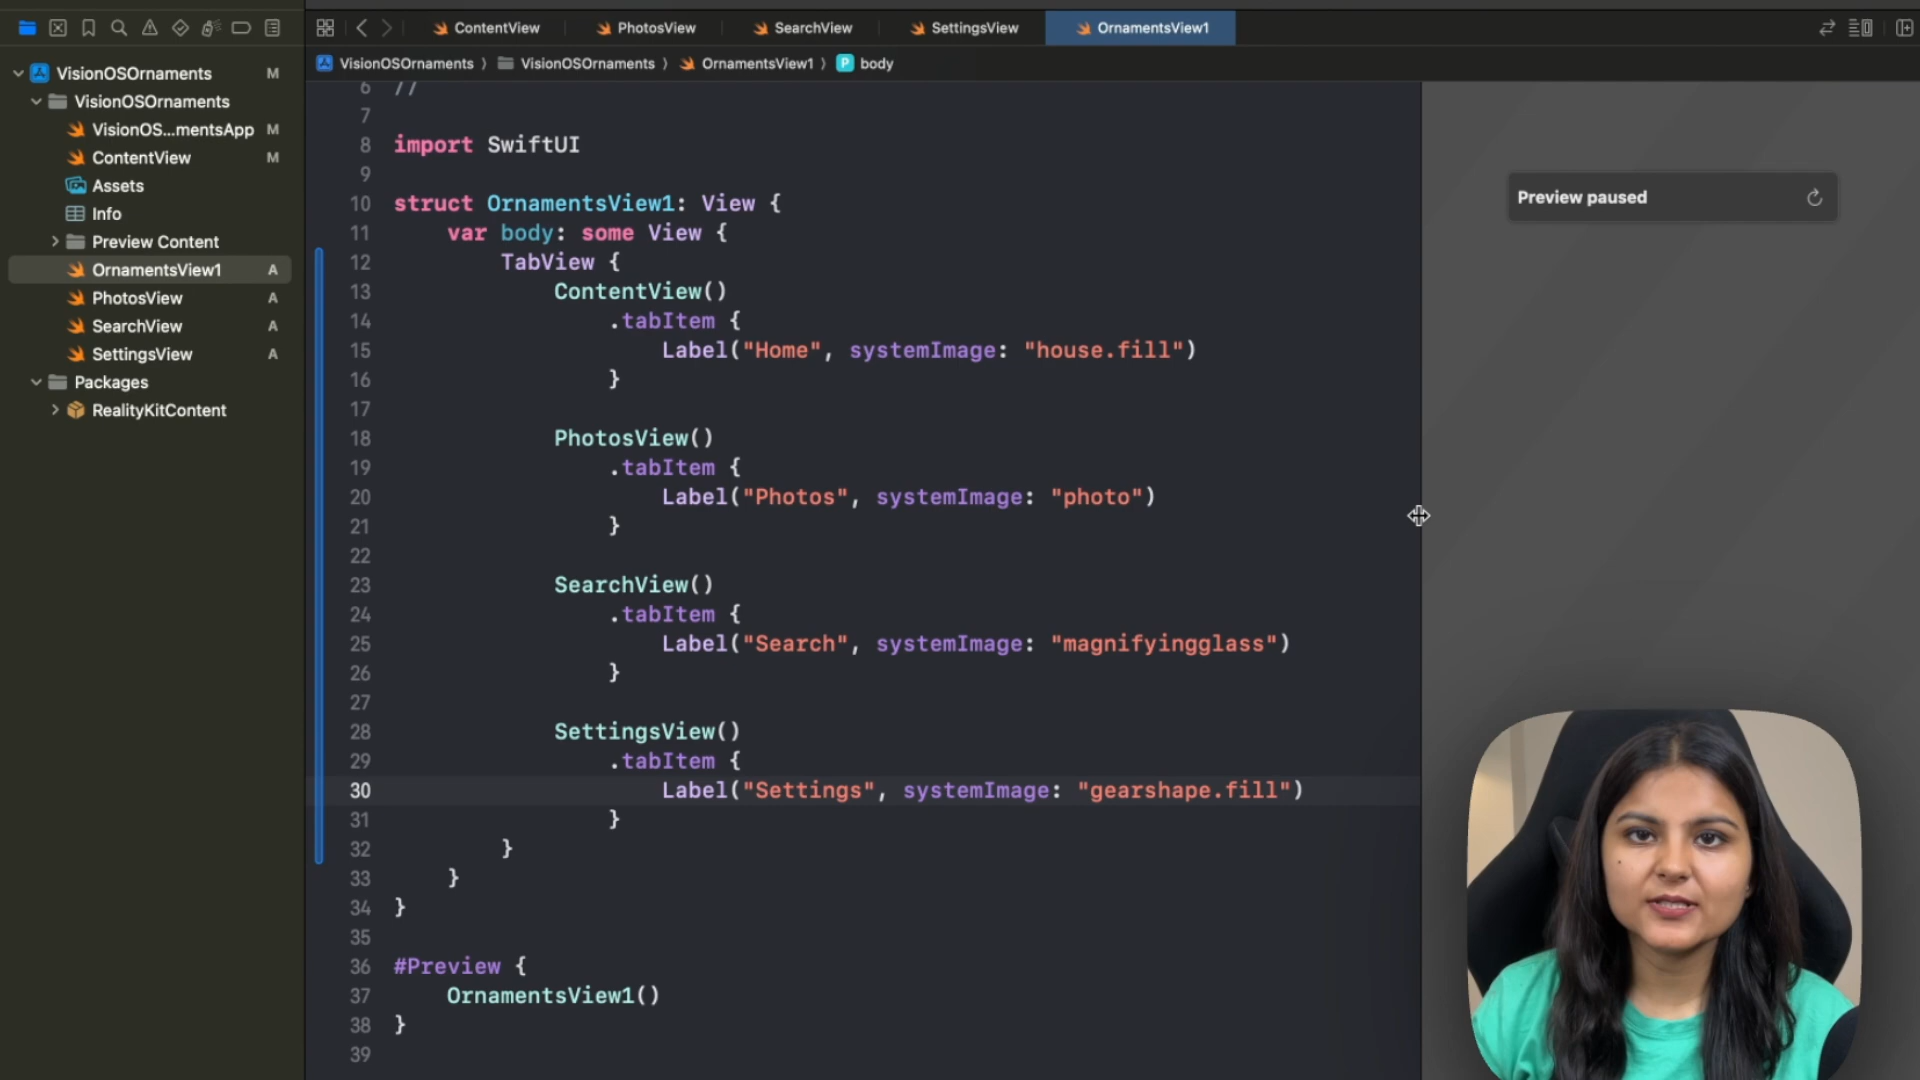 ContentView
PhotosView
SearchView
SettingsView
OrnamentsView1
VisionOSOrnaments M
VisionOSOrnaments
VisionOS...mentsApp M
ContentView M
Assets
Info
Preview Content
OrnamentsView1 A
PhotosView A
SearchView A
SettingsView A
Packages
RealityKitContent
VisionOSOrnaments 〉 VisionOSOrnaments 〉 OrnamentsView1 〉 P body
6 //
7
8 import SwiftUI
9
10 struct OrnamentsView1: View {
11 var body: some View {
12 TabView {
13 ContentView()
14 .tabItem {
15 Label("Home", systemImage: "house.fill")
16 }
17
18 PhotosView()
19 .tabItem {
20 Label("Photos", systemImage: "photo")
21 }
22
23 SearchView()
24 .tabItem {
25 Label("Search", systemImage: "magnifyingglass")
26 }
27
28 SettingsView()
29 .tabItem {
30 Label("Settings", systemImage: "gearshape.fill")
31 }
32 }
33 }
34 }
35
36 #Preview {
37 OrnamentsView1()
38 }
39
Preview paused